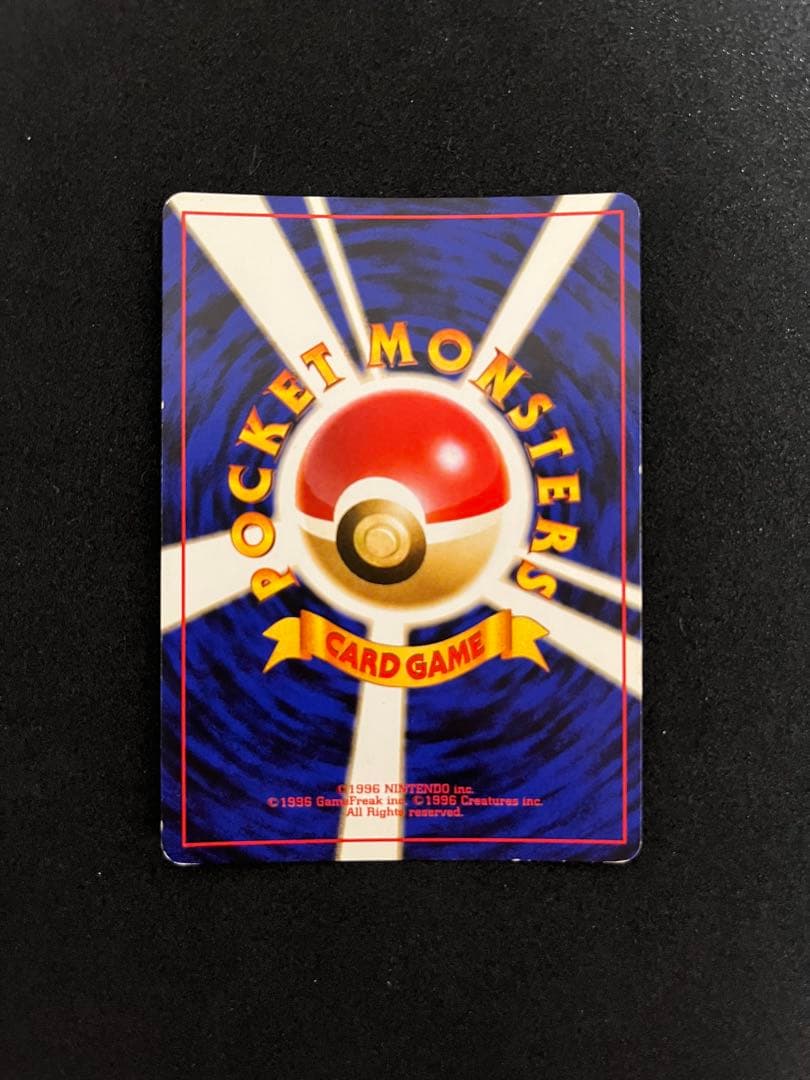 POCKET MONSTERS
CARD GAME
©1996 NINTENDO inc.
©1996 GameFreak inc. ©1996 Creatures inc.
All Rights reserved.